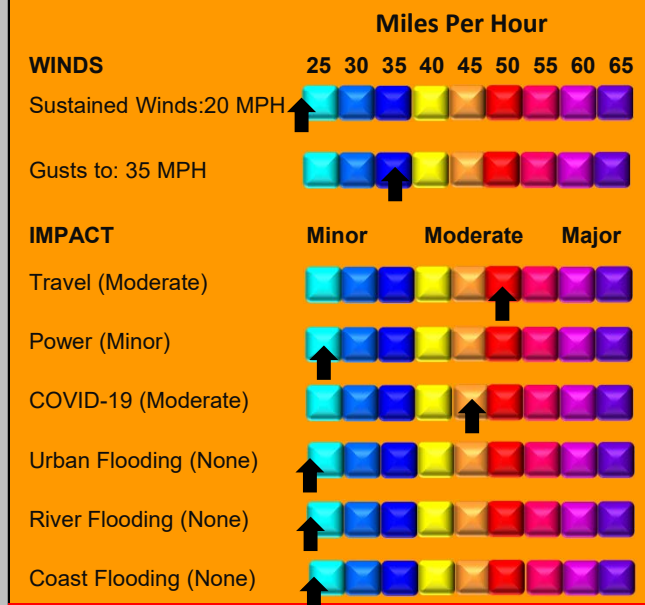 Miles Per Hour
WINDS 25 30 35 40 45 50 55 60 65
Sustained Winds:20 MPH
Gusts to: 35 MPH
IMPACT Minor Moderate Major
Travel (Moderate)
Power (Minor)
COVID-19 (Moderate)
Urban Flooding (None)
River Flooding (None)
Coast Flooding (None)